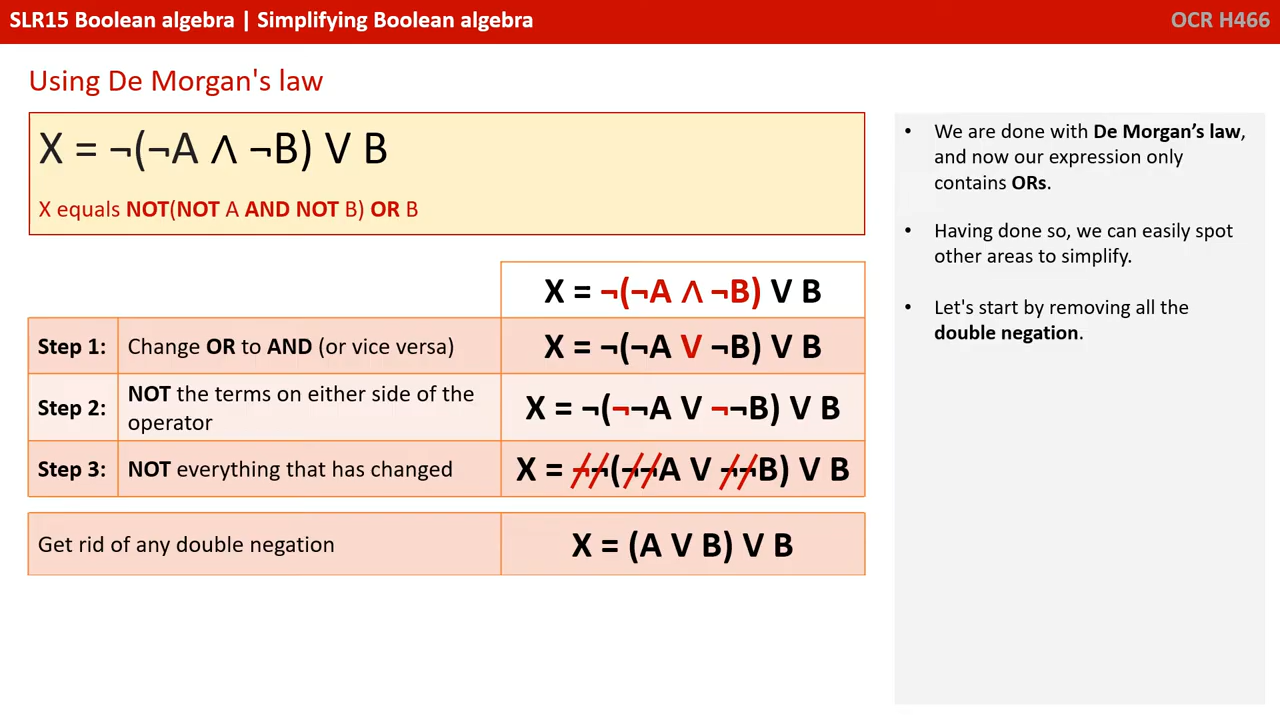 SLR15 Boolean algebra | Simplifying Boolean algebra
OCR H466
Using De Morgan's law
X = ¬(¬A ∧ ¬B) V B
X equals NOT(NOT A AND NOT B) OR B
X = ¬(¬A ∧ ¬B) V B
Step 1: Change OR to AND (or vice versa) X = ¬(¬A V ¬B) V B
Step 2: NOT the terms on either side of the
operator
X = ¬(¬¬A V ¬¬B) V B
Step 3: NOT everything that has changed X = ¬¬(¬¬A V ¬¬B) V B
Get rid of any double negation X = (A V B) V B
• We are done with De Morgan’s law,
and now our expression only
contains ORs.
• Having done so, we can easily spot
other areas to simplify.
• Let's start by removing all the
double negation.